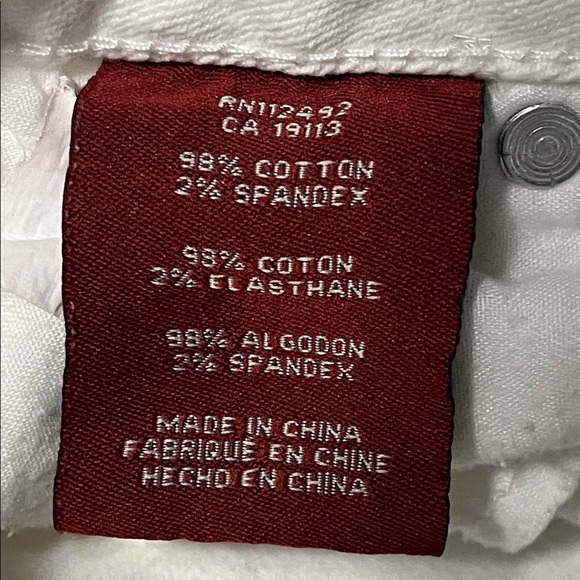 RN112492
CA 19113
98% COTTON
2% SPANDEX
98% COTON
2% ELASTHANE
98% ALGODON
2% SPANDEX
MADE IN CHINA
FABRIQUÉ EN CHINE
HECHO EN CHINA